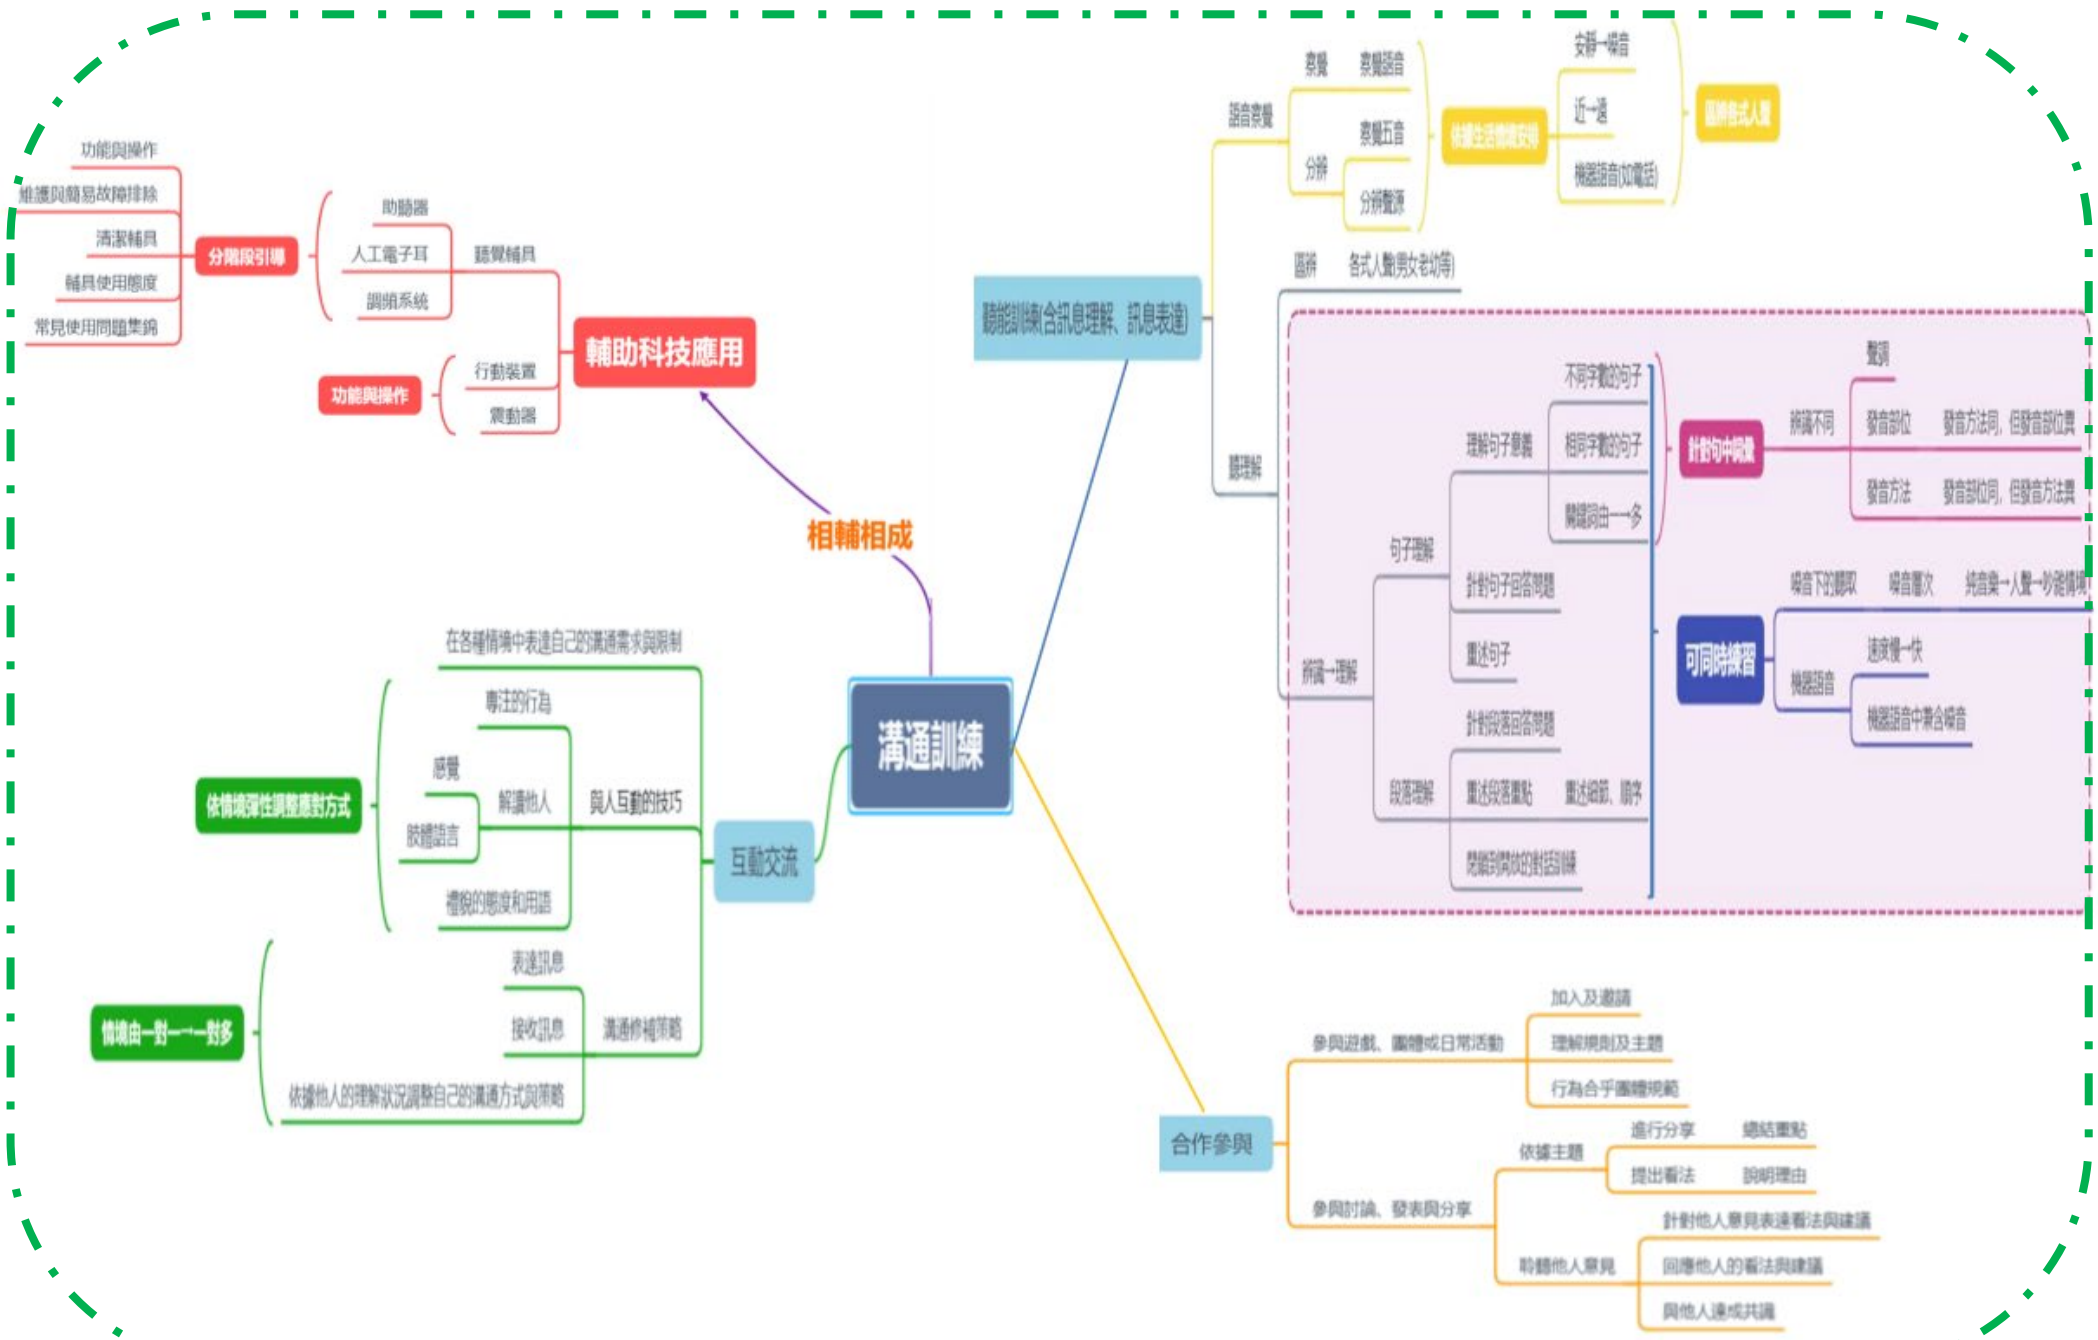 功能與操作
維護與簡易故障排除
清潔輔具
輔具使用態度
常見使用問題集錦
分階段引導
助聽器
人工電子耳
調頻系統
聽覺輔具
功能與操作
行動裝置
震動器
輔助科技應用
相輔相成
溝通訓練
在各種情境中表達自己的溝通需求與限制
專注的行為
感覺
肢體語言
解讀他人
禮貌的態度和用語
與人互動的技巧
依情境彈性調整應對方式
互動交流
表達訊息
接收訊息
依據他人的理解狀況調整自己的溝通方式與策略
溝通修補策略
情境由一對一→一對多
聽能訓練(含訊息理解、訊息表達)
語音察覺
察覺 察覺語音
分辨
察覺五音
分辨聲源
依據生活情境安排
安靜→噪音
近→遠
機器語音(如電話)
區辨各式人聲
聽理解
區辨 各式人聲(男女老幼等)
辨識→理解
句子理解
理解句子意義
不同字數的句子
相同字數的句子
關鍵詞由一→多
針對句子回答問題
重述句子
段落理解
針對段落回答問題
重述段落重點 重述細節、順序
閉鎖到開放的對話訓練
針對句中詞彙
辨識不同
聲調
發音部位 發音方法同，但發音部位異
發音方法 發音部位同，但發音方法異
可同時練習
噪音下的聽取 噪音層次 純音樂→人聲→吵雜情境
機器語音
速度慢→快
機器語音中兼含噪音
合作參與
參與遊戲、團體或日常活動
加入及邀請
理解規則及主題
行為合乎團體規範
參與討論、發表與分享
依據主題
進行分享 總結重點
提出看法 說明理由
聆聽他人意見
針對他人意見表達看法與建議
回應他人的看法與建議
與他人達成共識